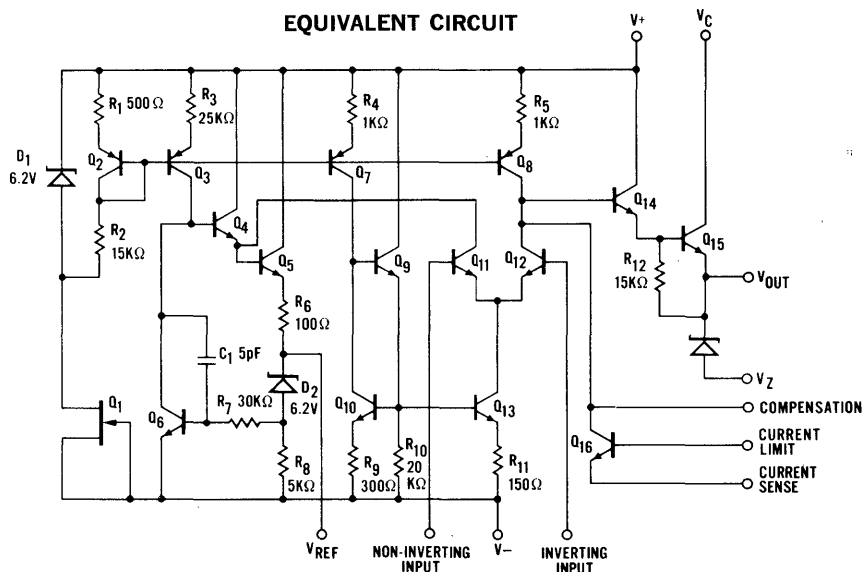 EQUIVALENT CIRCUIT
V+
VC
R1 500Ω
R3
25KΩ
R4
1KΩ
R5
1KΩ
D1
6.2V
Q2
Q3
Q7
Q8
Q4
Q14
R2
15KΩ
Q5
Q9
Q11
Q12
Q15
R12
15KΩ
VOUT
R6
100Ω
C1 5pF
D2
6.2V
VZ
Q1
Q6
R7 30KΩ
Q10
Q13
COMPENSATION
R8
5KΩ
R9
300Ω
R10
20
KΩ
R11
150Ω
Q16
CURRENT
LIMIT
CURRENT
SENSE
VREF
NON-INVERTING
INPUT
V–
INVERTING
INPUT